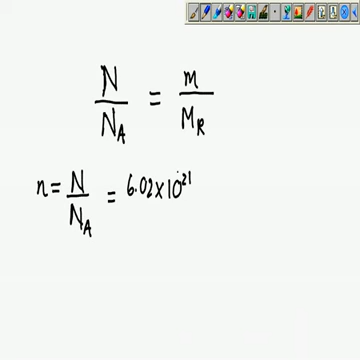 N/N_A = m/M_R
n = N/N_A = 6.02×10^21